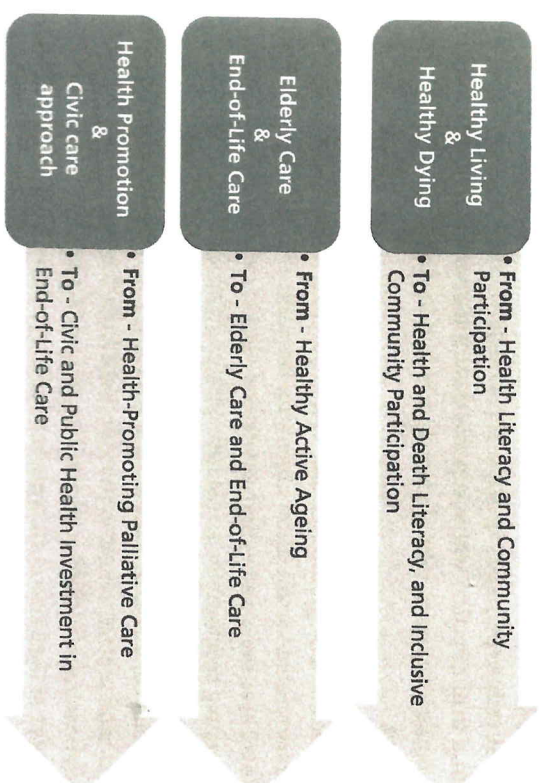 Healthy Living
&
Healthy Dying
• From - Health Literacy and Community
Participation
• To - Health and Death Literacy, and Inclusive
Community Participation
Elderly Care
&
End-of-Life Care
• From - Healthy Active Ageing
• To - Elderly Care and End-of-Life Care
Health Promotion
&
Civic care
approach
• From - Health-Promoting Palliative Care
• To - Civic and Public Health Investment in
End-of-Life Care